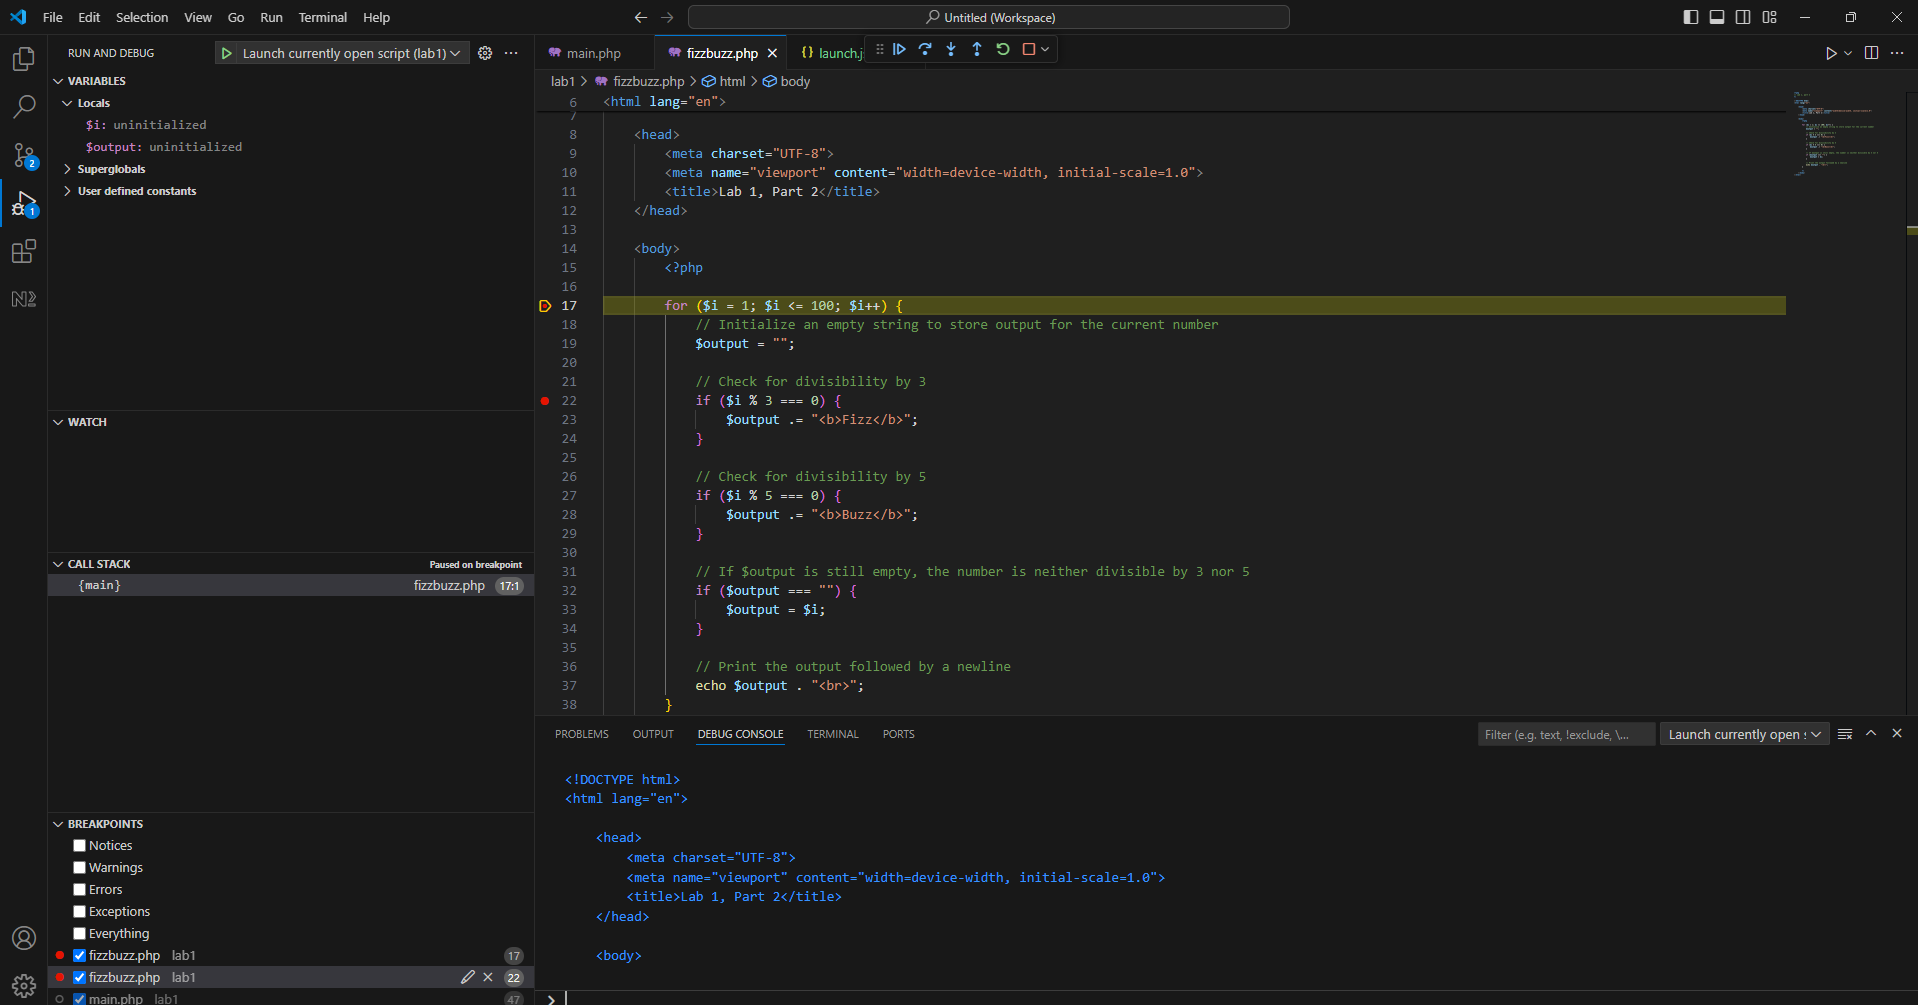 File Edit Selection View Go Run Terminal Help
Untitled (Workspace)
RUN AND DEBUG
Launch currently open script (lab1)
VARIABLES
Locals
$i: uninitialized
$output: uninitialized
Superglobals
User defined constants
2
1
WATCH
CALL STACK
Paused on breakpoint
{main}
fizzbuzz.php 17:1
BREAKPOINTS
Notices
Warnings
Errors
Exceptions
Everything
fizzbuzz.php lab1 17
fizzbuzz.php lab1 22
main.php lab1 47
main.php
fizzbuzz.php
launch.j
lab1 > fizzbuzz.php > html > body
6 <html lang="en">
7
8 <head>
9 <meta charset="UTF-8">
10 <meta name="viewport" content="width=device-width, initial-scale=1.0">
11 <title>Lab 1, Part 2</title>
12 </head>
13
14 <body>
15 <?php
16
17 for ($i = 1; $i <= 100; $i++) {
18 // Initialize an empty string to store output for the current number
19 $output = "";
20
21 // Check for divisibility by 3
22 if ($i % 3 === 0) {
23 $output .= "<b>Fizz</b>";
24 }
25
26 // Check for divisibility by 5
27 if ($i % 5 === 0) {
28 $output .= "<b>Buzz</b>";
29 }
30
31 // If $output is still empty, the number is neither divisible by 3 nor 5
32 if ($output === "") {
33 $output = $i;
34 }
35
36 // Print the output followed by a newline
37 echo $output . "<br>";
38 }
PROBLEMS OUTPUT DEBUG CONSOLE TERMINAL PORTS
Filter (e.g. text, !exclude, \...
Launch currently open :
<!DOCTYPE html>
<html lang="en">
<head>
<meta charset="UTF-8">
<meta name="viewport" content="width=device-width, initial-scale=1.0">
<title>Lab 1, Part 2</title>
</head>
<body>
>